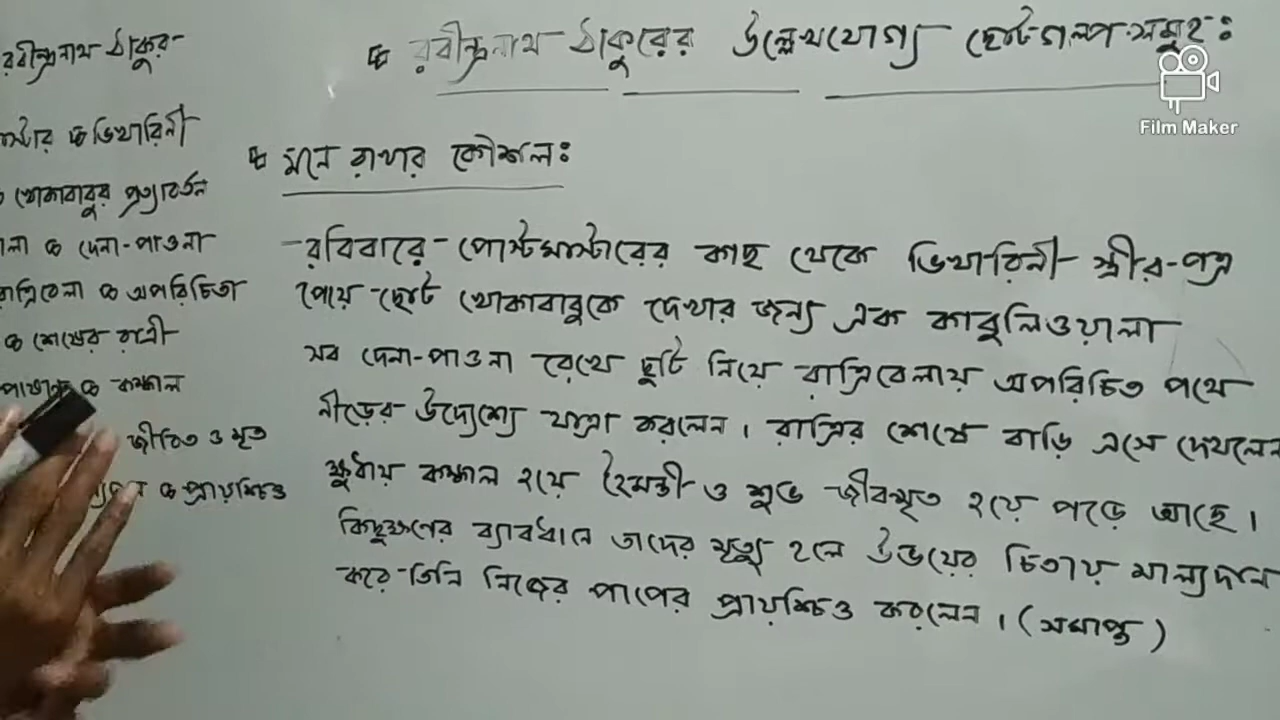 রবীন্দ্রনাথ ঠাকুরের উল্লেখযোগ্য ছোটগল্পসমূহ:
Film Maker
মনে রাখার কৌশল:
রবিবারে পোস্টমাস্টারের কাছ থেকে ভিখারিনী স্ত্রীর-পত্র
পেয়ে ছোট খোকাবাবুকে দেখার জন্য এক কাবুলিওয়ালা
সব দেনা-পাওনা রেখে ছুটি নিয়ে রাত্রিবেলায় অপরিচিত পথে
নীড়ের উদ্যেশ্যে যাত্রা করলেন। রাত্রির শেষে বাড়ি এসে দেখলেন
ক্ষুধায় কঙ্কাল হয়ে হৈমন্তী ও শুভ জীবন্মৃত হয়ে পড়ে আছে।
কিছুক্ষণের ব্যাবধানে তাদের মৃত্যু হলে উভয়ের চিতায় মাল্যদান
করে তিনি নিজের পাপের প্রায়শ্চিত্ত করলেন। (সমাপ্ত)
রবীন্দ্রনাথ ঠাকুর
ভিখারিনী
খোকাবাবুর প্রত্যাবর্তন
দেনা-পাওনা
রাত্রিবেলা অপরিচিতা
শেষের রাত্রী
কঙ্কাল
জীবিত ও মৃত
প্রায়শ্চিত্ত